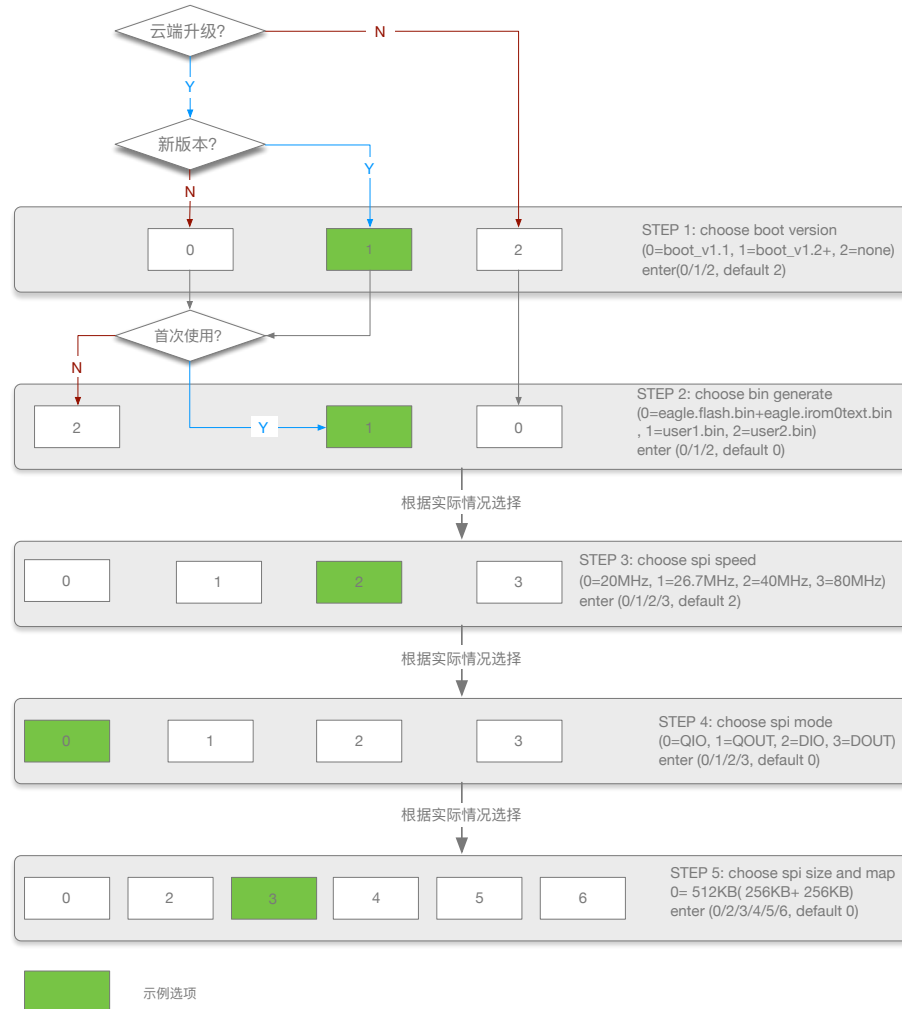 云端升级?
N
Y
新版本?
Y
N
0
1
2
STEP 1: choose boot version
(0=boot_v1.1, 1=boot_v1.2+, 2=none)
enter(0/1/2, default 2)
首次使用?
N
Y
2
1
0
STEP 2: choose bin generate
(0=eagle.flash.bin+eagle.irom0text.bin
, 1=user1.bin, 2=user2.bin)
enter (0/1/2, default 0)
根据实际情况选择
0
1
2
3
STEP 3: choose spi speed
(0=20MHz, 1=26.7MHz, 2=40MHz, 3=80MHz)
enter (0/1/2/3, default 2)
根据实际情况选择
0
1
2
3
STEP 4: choose spi mode
(0=QIO, 1=QOUT, 2=DIO, 3=DOUT)
enter (0/1/2/3, default 0)
根据实际情况选择
0
2
3
4
5
6
STEP 5: choose spi size and map
0= 512KB( 256KB+ 256KB)
enter (0/2/3/4/5/6, default 0)
示例选项